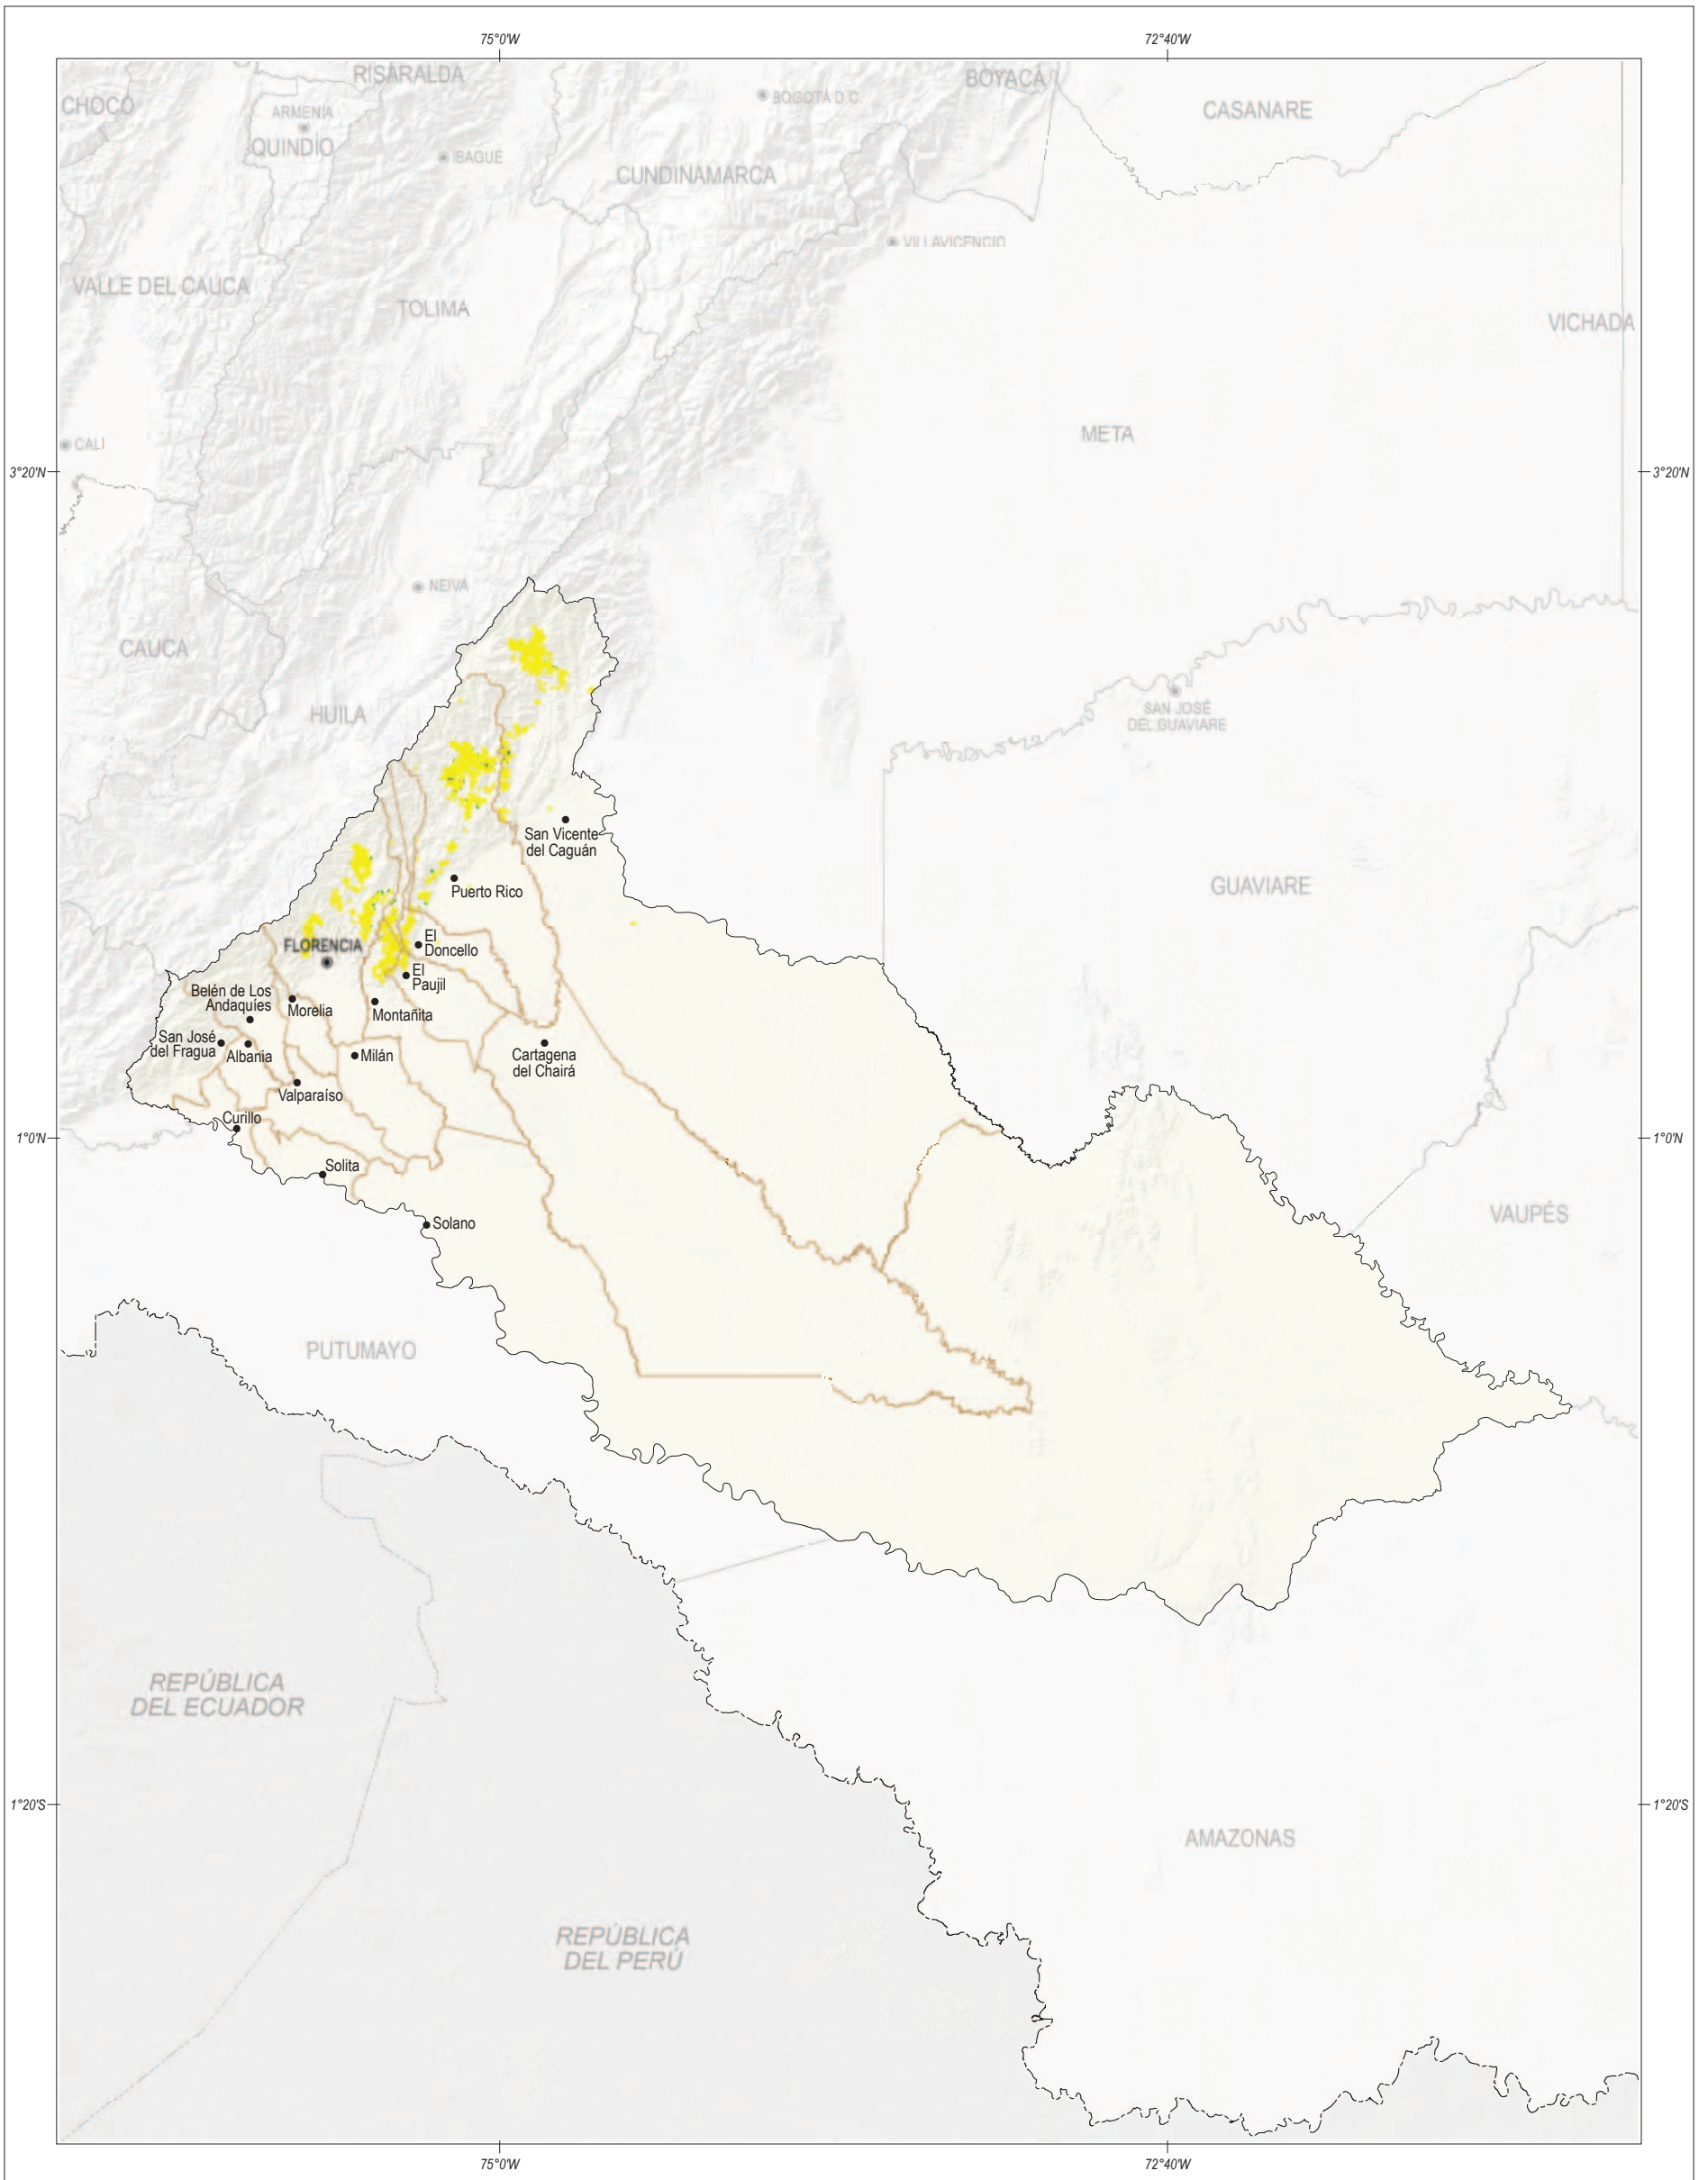 75°0'W
72°40'W
RISARALDA
BOYACÁ
CHOCÓ
BOGOTÁ D.C.
CASANARE
ARMENIA
QUINDÍO
IBAGUÉ
CUNDINAMARCA
VILLAVICENCIO
VALLE DEL CAUCA
TOLIMA
VICHADA
META
CALI
3°20'N
3°20'N
NEIVA
CAUCA
HUILA
SAN JOSÉ
DEL GUAVIARE
San Vicente
del Caguán
Puerto Rico
GUAVIARE
FLORENCIA
El
Doncello
El
Paujil
Belén de Los
Andaquíes
Morelia
Montañita
San José
del Fragua
Albania
Milán
Cartagena
del Chairá
Valparaíso
Curillo
1°0'N
1°0'N
Solita
Solano
VAUPÉS
PUTUMAYO
REPÚBLICA
DEL ECUADOR
1°20'S
1°20'S
AMAZONAS
REPÚBLICA
DEL PERÚ
75°0'W
72°40'W